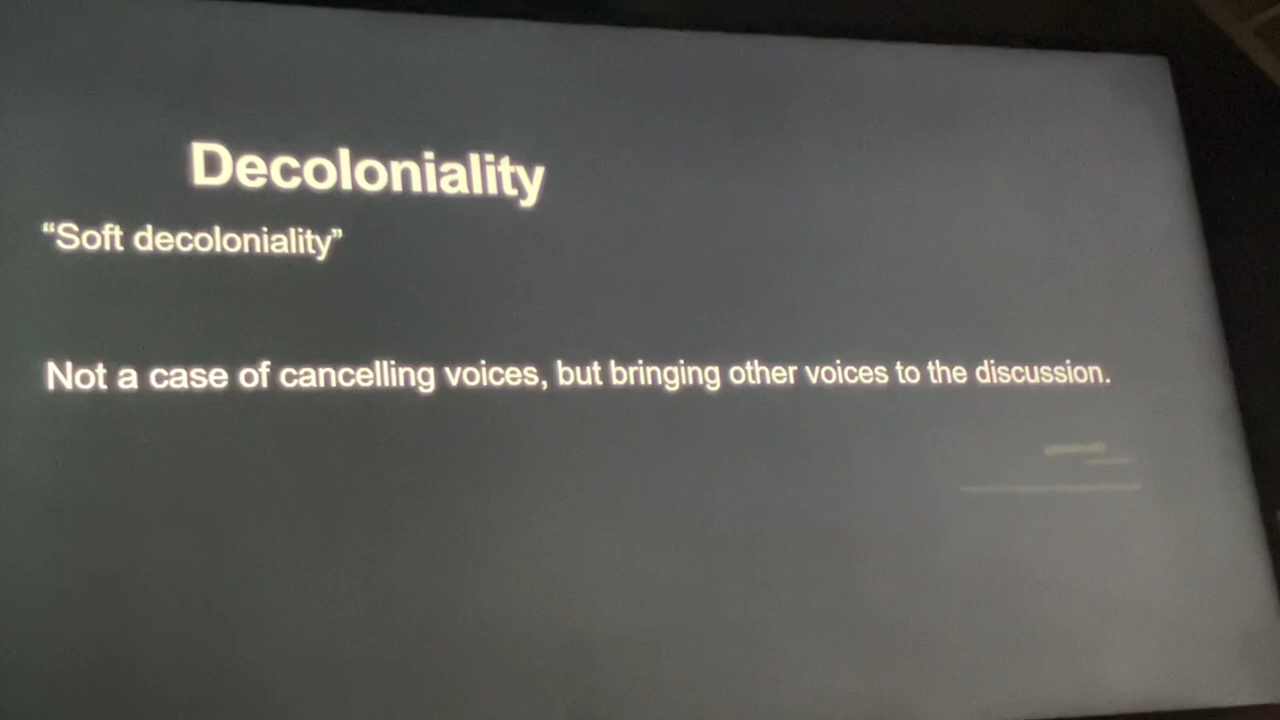 Decoloniality
“Soft decoloniality”
Not a case of cancelling voices, but bringing other voices to the discussion.